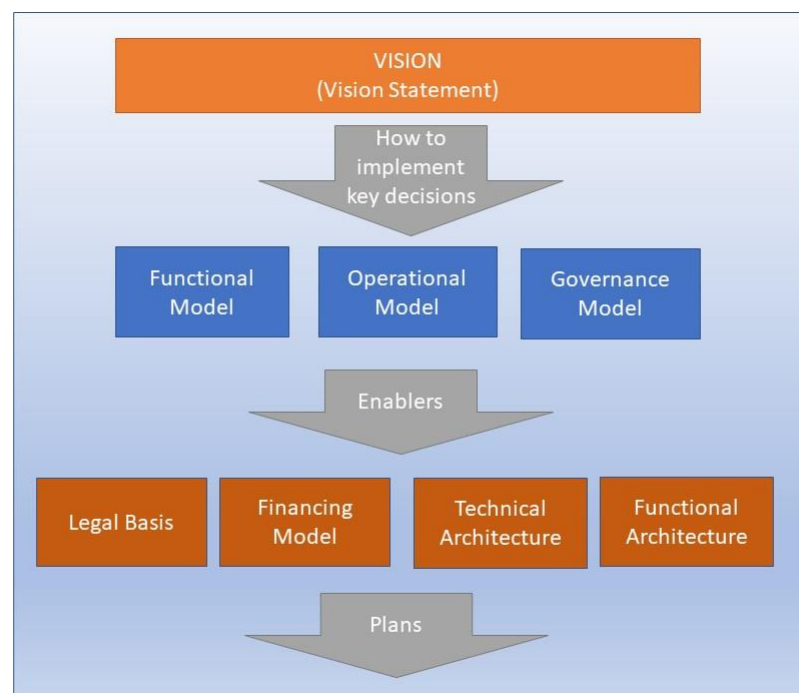 VISION
(Vision Statement)
How to
implement
key decisions
Functional
Model
Operational
Model
Governance
Model
Enablers
Legal Basis
Financing
Model
Technical
Architecture
Functional
Architecture
Plans